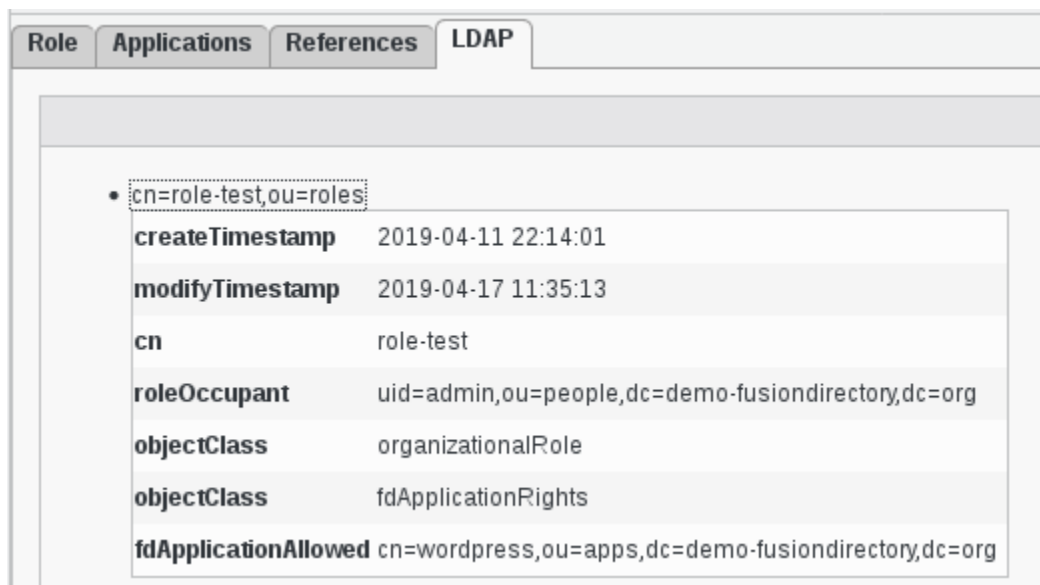 Role Applications References LDAP
cn=role-test,ou=roles
createTimestamp 2019-04-11 22:14:01
modifyTimestamp 2019-04-17 11:35:13
cn role-test
roleOccupant uid=admin,ou=people,dc=demo-fusiondirectory,dc=org
objectClass organizationalRole
objectClass fdApplicationRights
fdApplicationAllowed cn=wordpress,ou=apps,dc=demo-fusiondirectory,dc=org